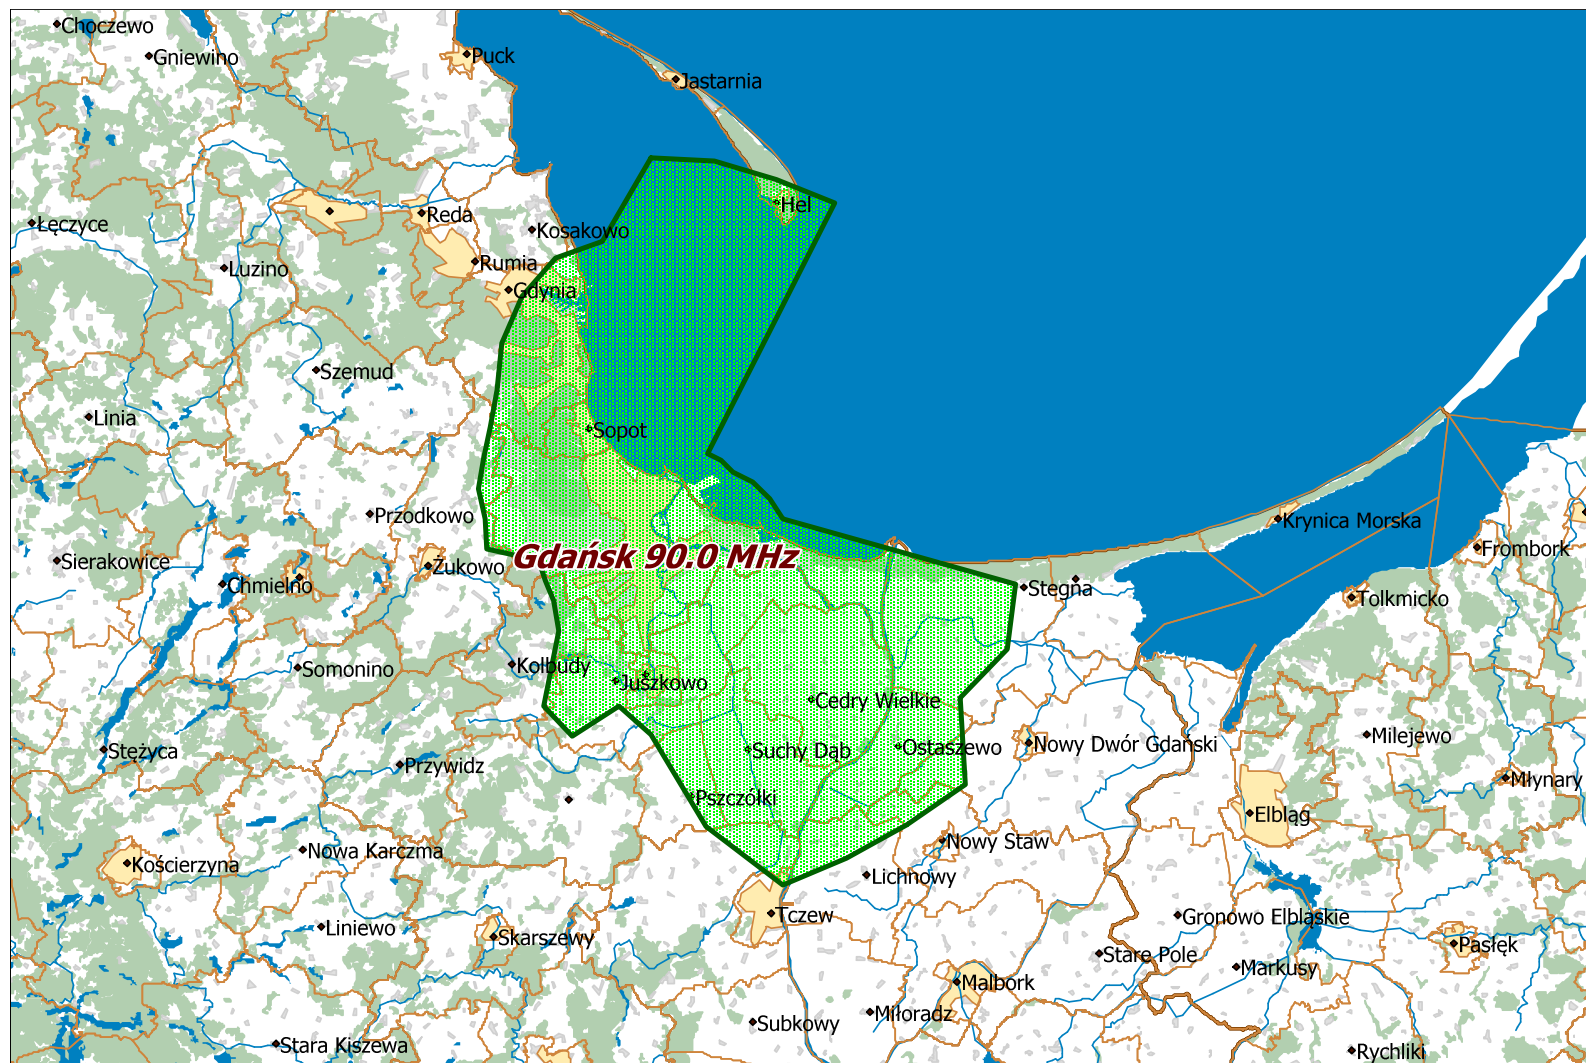 Choczewo
Gniewino
Puck
Jastarnia
Hel
Łęczyce
Reda
Kosakowo
Luzino
Rumia
Gdynia
Szemud
Linia
Sopot
Przodkowo
Krynica Morska
Frombork
Sierakowice
Żukowo
Gdańsk 90.0 MHz
Chmielno
Stegna
Tolkmicko
Somonino
Kolbudy
Juszkowo
Cedry Wielkie
Stężyca
Przywidz
Suchy Dąb
Ostaszewo
Nowy Dwór Gdański
Milejewo
Młynary
Pszczółki
Elbląg
Nowa Karczma
Kościerzyna
Nowy Staw
Lichnowy
Liniewo
Skarszewy
Tczew
Gronowo Elbląskie
Pasłęk
Stare Pole
Markusy
Malbork
Miłoradz
Subkowy
Stara Kiszewa
Rychliki